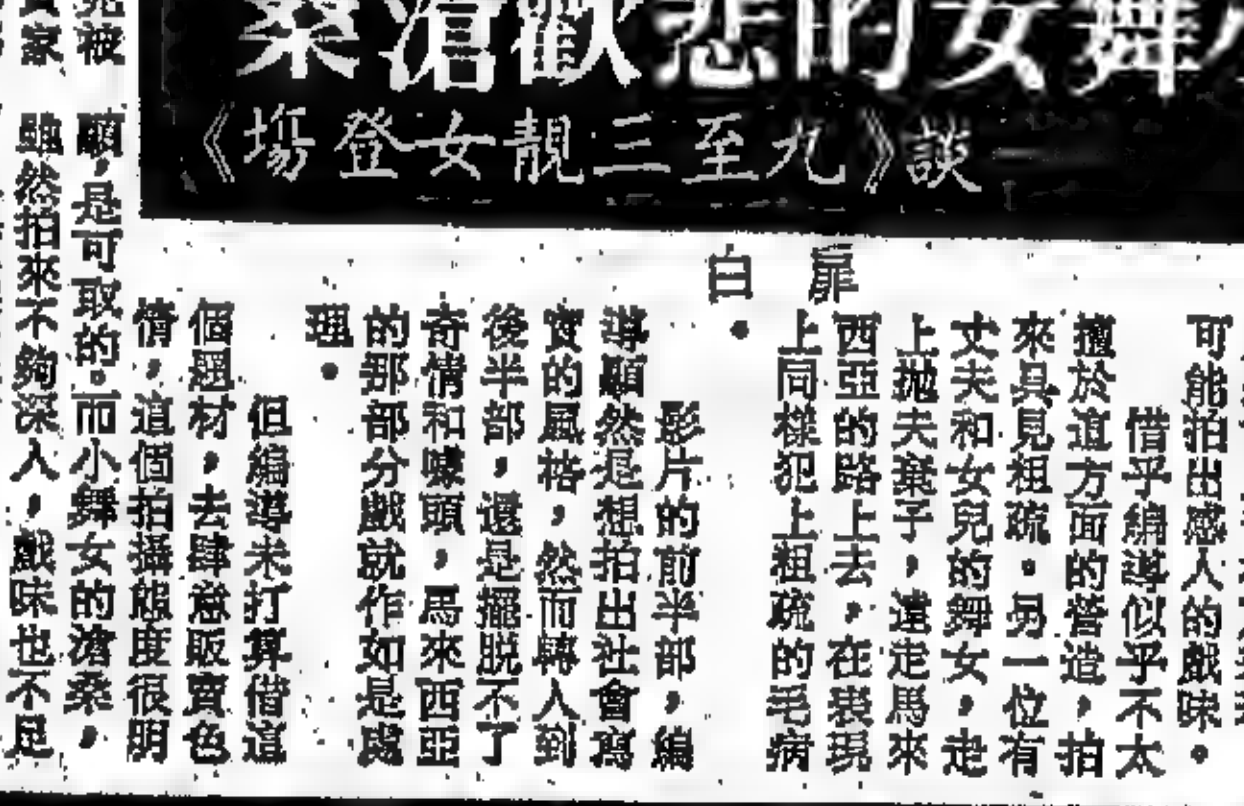 舞女的悲歡滄桑
談《九至三靚女登場》
扉
白
可能拍出感人的戲味。
借乎編導似乎不太
擅於這方面的營造,拍
來具見粗疏。另一位有
丈夫和女兒的舞女,走
上拋夫棄子,遠走馬來
西亞的路上去,在表現
上同樣犯上粗疏的毛病
。
影片的前半部,編
導顯然是想拍出社會寫
實的風格,然而轉入到
後半部,還是擺脫不了
奇情和噱頭,馬來西亞
的那部分戲就作如是處
理。
但編導未打算借這
個題材,去肆意販賣色
情,這個拍攝態度很明
顯,是可取的。而小舞女的滄桑,
雖然拍來不夠深入,戲味也不足